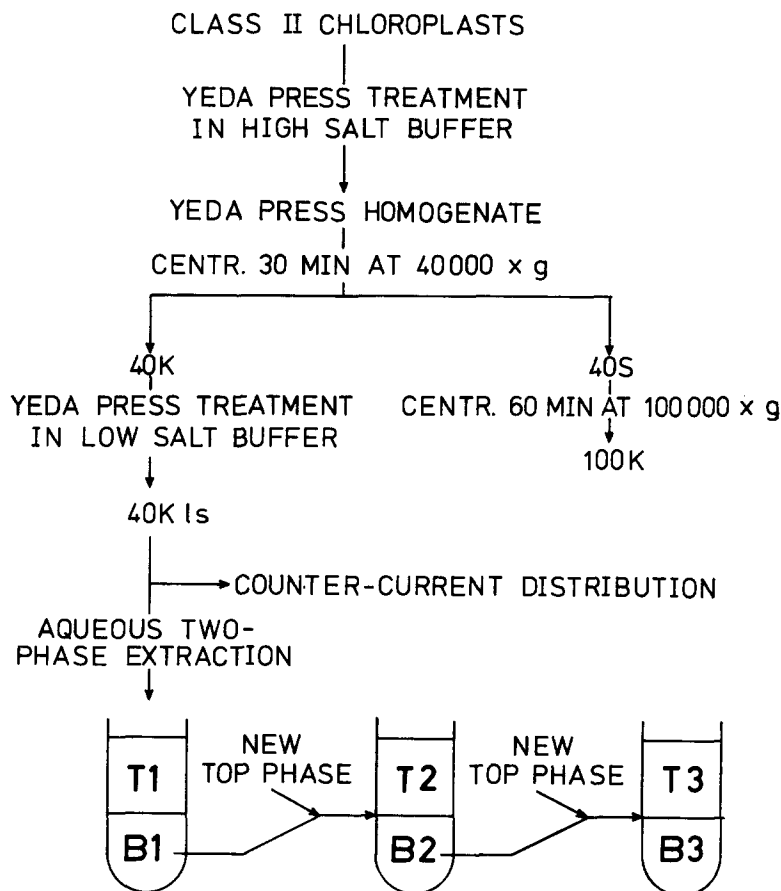 CLASS II CHLOROPLASTS
YEDA PRESS TREATMENT
IN HIGH SALT BUFFER
YEDA PRESS HOMOGENATE
CENTR. 30 MIN AT 40000 × g
40K
YEDA PRESS TREATMENT
IN LOW SALT BUFFER
40S
CENTR. 60 MIN AT 100000 × g
100K
40K ls
COUNTER-CURRENT DISTRIBUTION
AQUEOUS TWO-
PHASE EXTRACTION
NEW
TOP PHASE
NEW
TOP PHASE
T1
T2
T3
B1
B2
B3